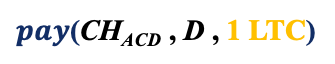 pay(CH_ACD , D , 1 LTC)